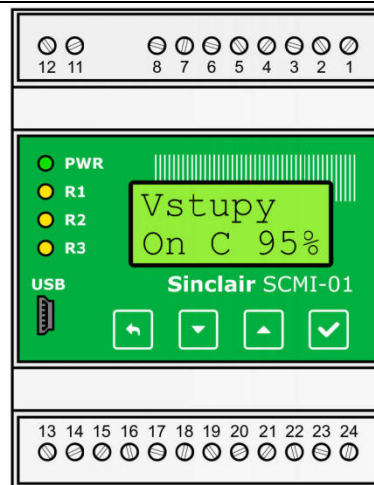 12 11 8 7 6 5 4 3 2 1
PWR
R1
R2
R3
Vstupy
On C 95%
USB
Sinclair SCMI-01
13 14 15 16 17 18 19 20 21 22 23 24